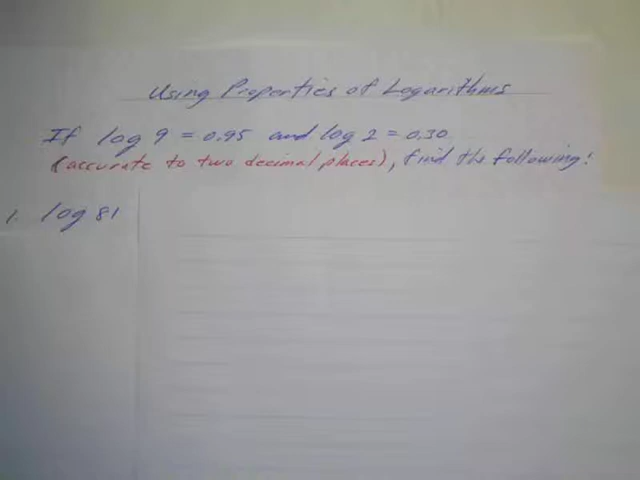 Using Properties of Logarithms
If log 9 = 0.95 and log 2 = 0.30
(accurate to two decimal places), find the following:
1. log 81